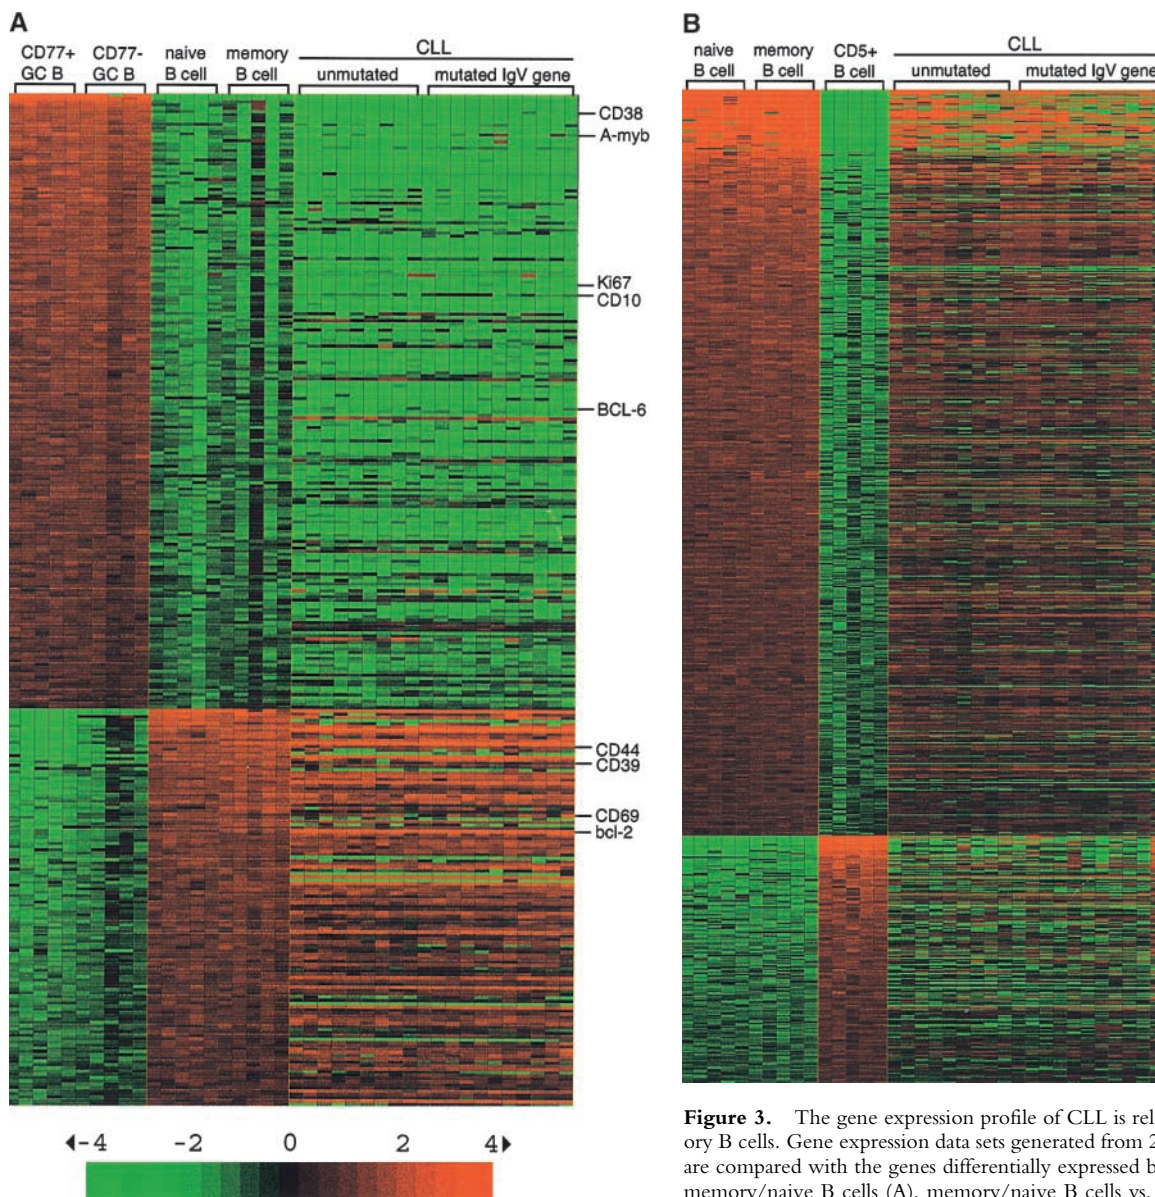 A
CD77+ GC B
CD77- GC B
naive B cell
memory B cell
CLL
unmutated
mutated IgV gene
CD38
A-myb
Ki67
CD10
BCL-6
CD44
CD39
CD69
bcl-2
-4 -2 0 2 4
B
naive B cell
memory B cell
CD5+ B cell
CLL
unmutated
mutated IgV gene
Figure 3. The gene expression profile of CLL is rel
ory B cells. Gene expression data sets generated from 2
are compared with the genes differentially expressed b
memory/naive B cells (A), memory/naive B cells vs.